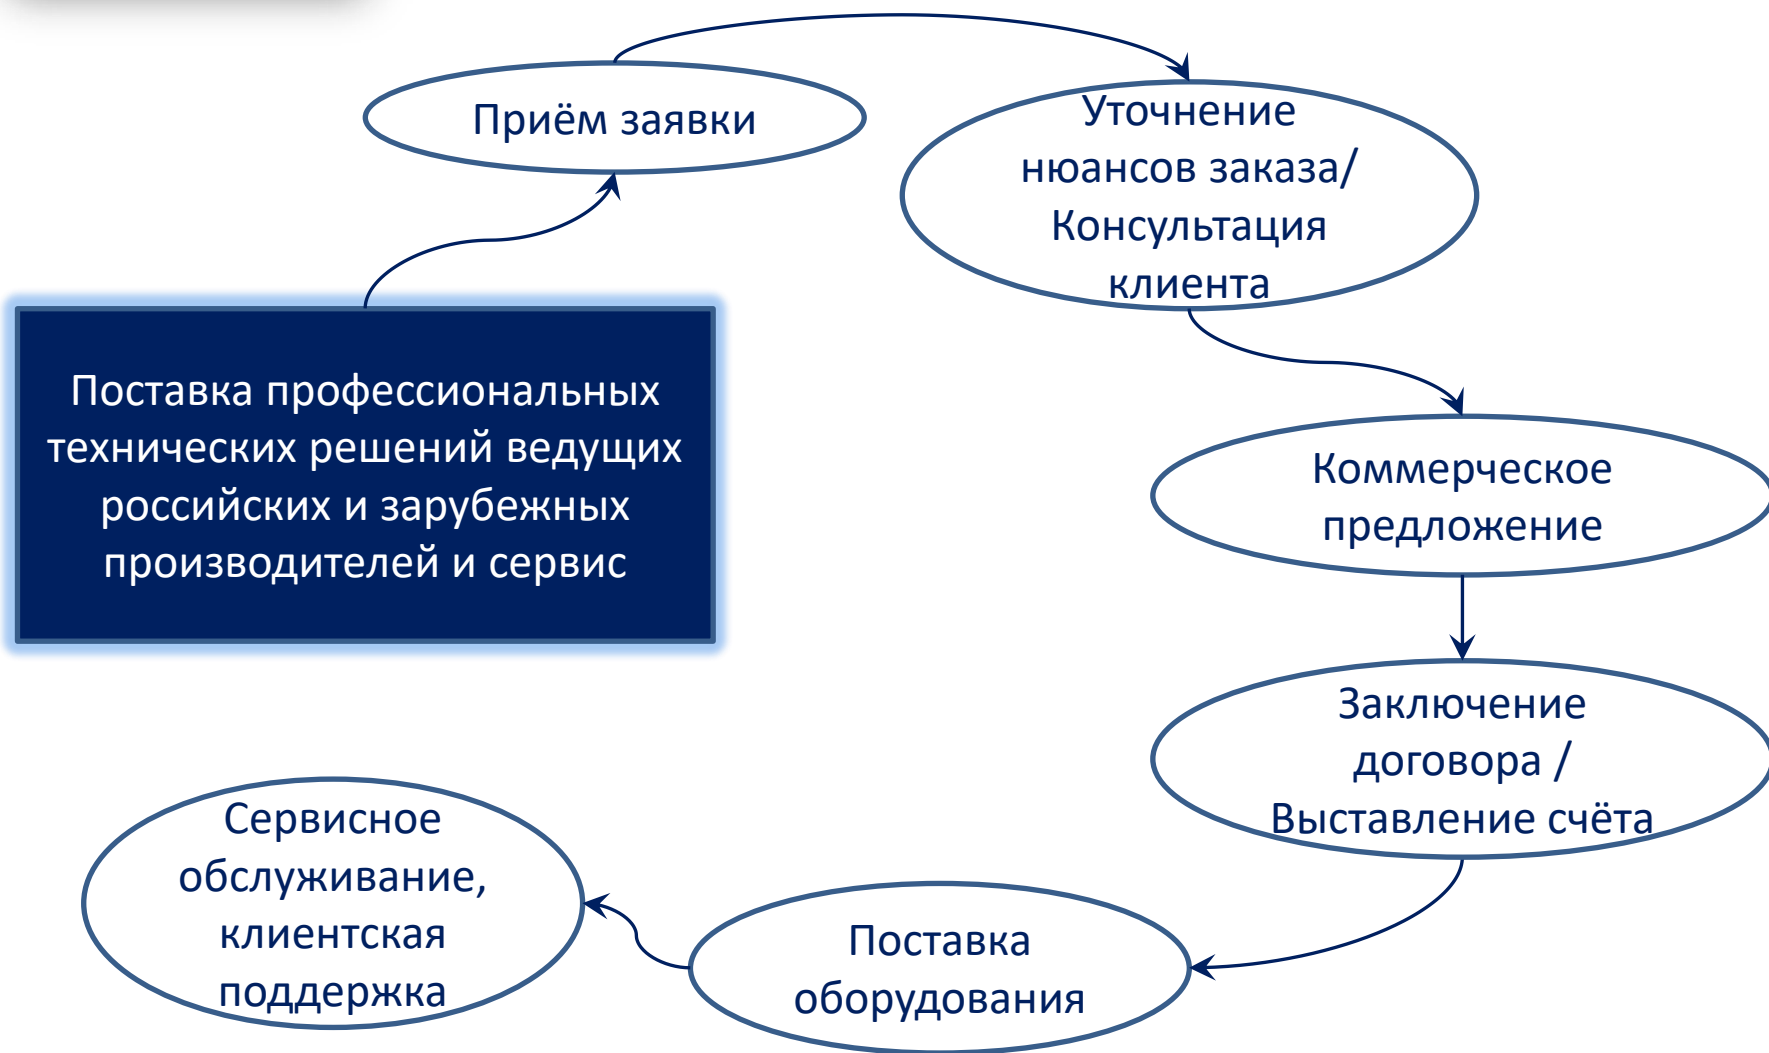 Приём заявки
Уточнение
нюансов заказа/
Консультация
клиента
Поставка профессиональных
технических решений ведущих
российских и зарубежных
производителей и сервис
Коммерческое
предложение
Заключение
договора /
Выставление счёта
Поставка
оборудования
Сервисное
обслуживание,
клиентская
поддержка